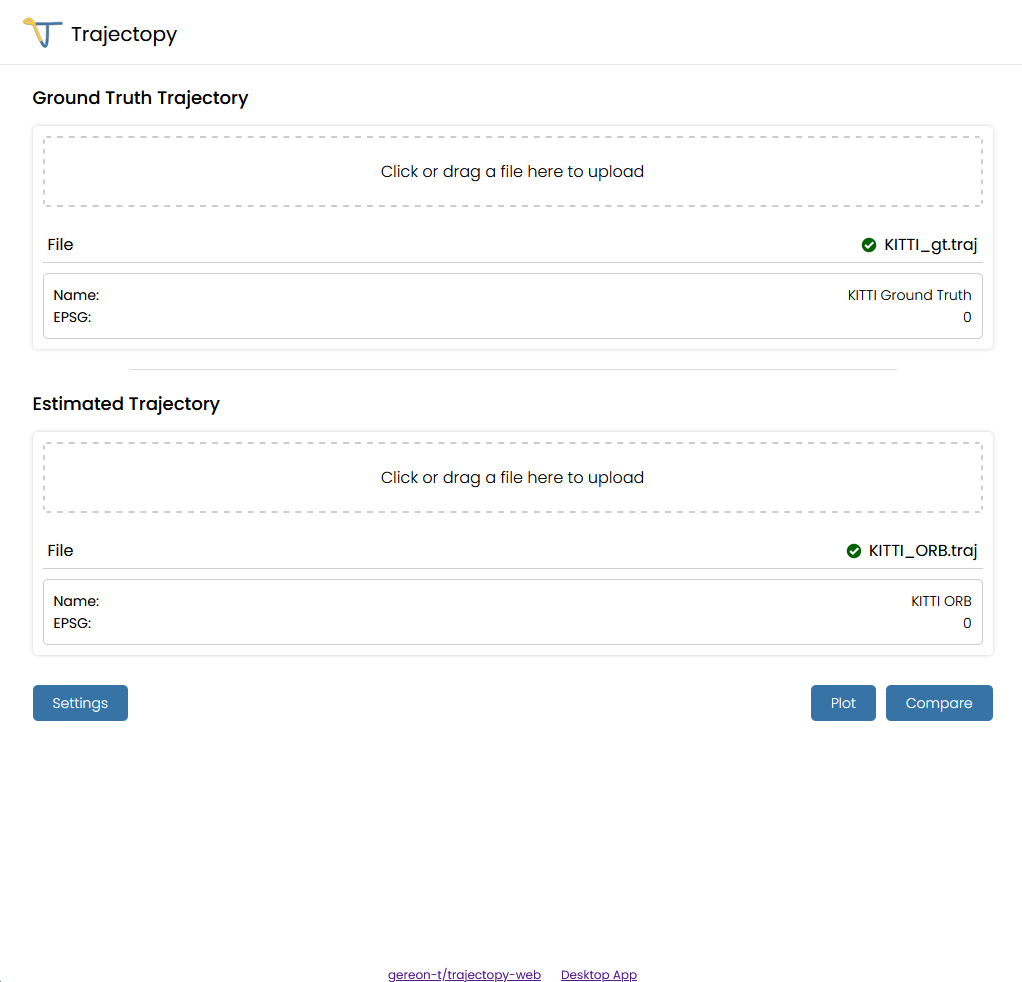 Trajectopy
Ground Truth Trajectory
Click or drag a file here to upload
File KITTI_gt.traj
Name: KITTI Ground Truth
EPSG: 0
Estimated Trajectory
Click or drag a file here to upload
File KITTI_ORB.traj
Name: KITTI ORB
EPSG: 0
Settings Plot Compare
gereon-t/trajectopy-web Desktop App